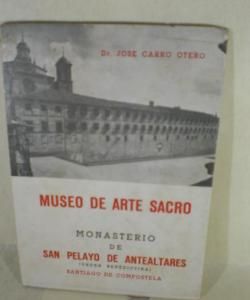 Dr. JOSE CARRO OTERO
MUSEO DE ARTE SACRO
MONASTERIO
DE
SAN PELAYO DE ANTEALTARES
(ORDEN BENEDICTINA)
SANTIAGO DE COMPOSTELA